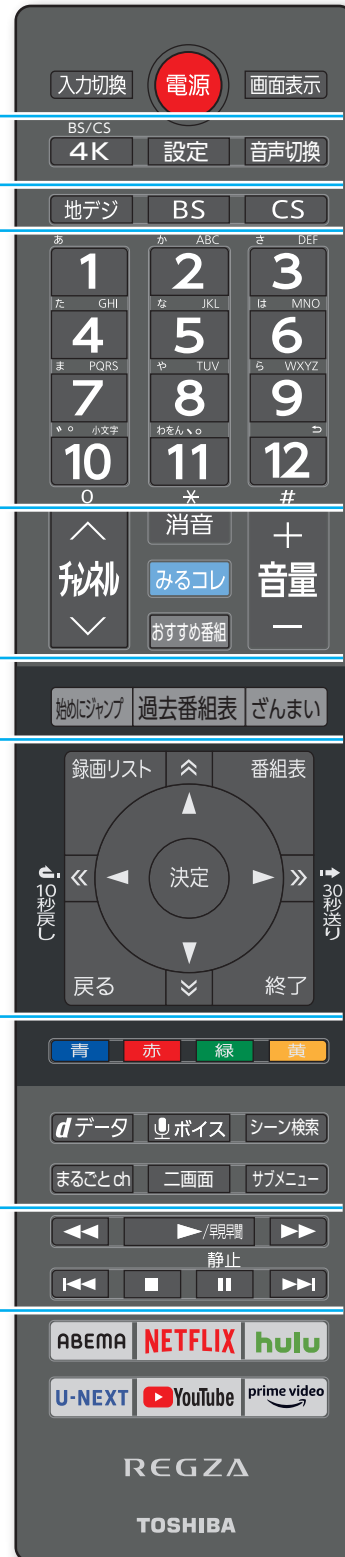 入力切換 電源 画面表示
BS/CS
4K 設定 音声切換
地デジ BS CS
あ か ABC さ DEF
1 2 3
た GHI な JKL は MNO
4 5 6
ま PQRS や TUV ら WXYZ
7 8 9
゛゜ 小文字 わをん、。
10 11 12
0 * #
チャンネル 消音 + 音量 −
みるコレ
おすすめ番組
始めにジャンプ 過去番組表 ざんまい
録画リスト 番組表
10秒戻し 決定 30秒送り
戻る 終了
青 赤 緑 黄
dデータ ボイス シーン検索
まるごとch 二画面 サブメニュー
/早見早聞
静止
ABEMA NETFLIX hulu
U-NEXT YouTube prime video
REGZA
TOSHIBA